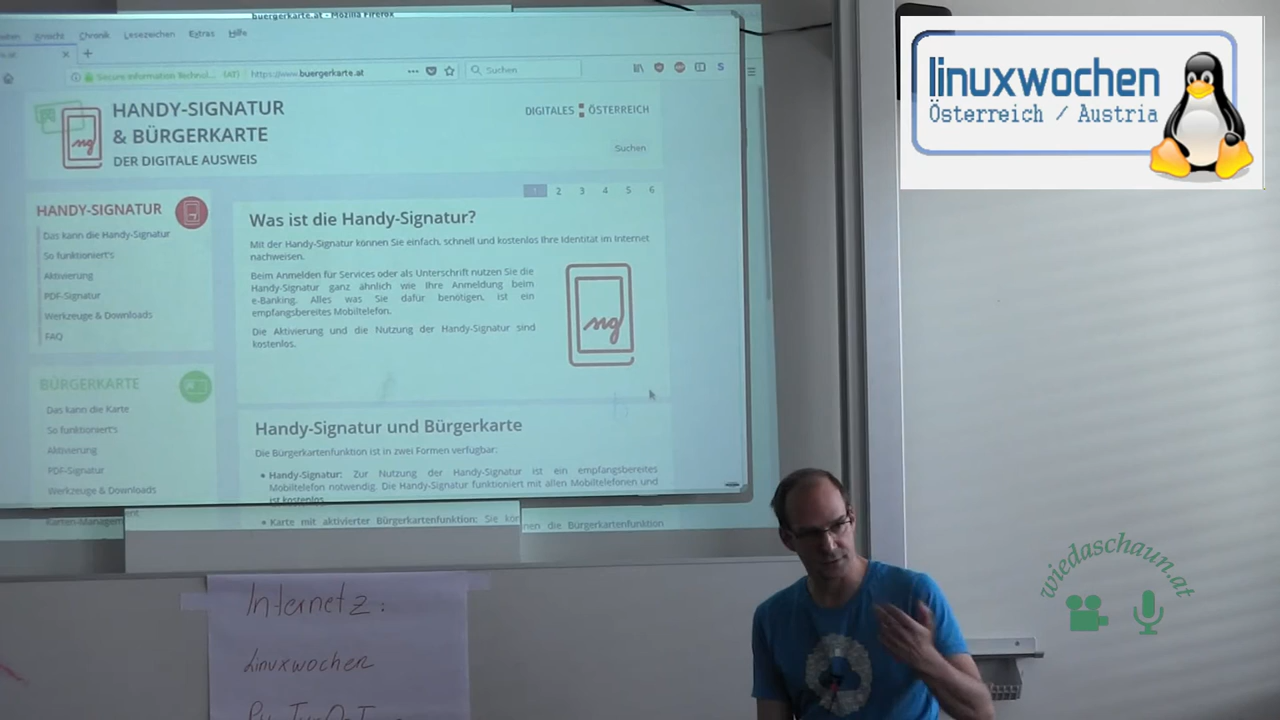 buergerkarte.at - Mozilla Firefox
Ansicht Chronik Lesezeichen Extras Hilfe
Secure Information Technol... (AT) https://www.buergerkarte.at Suchen
HANDY-SIGNATUR
& BÜRGERKARTE
DER DIGITALE AUSWEIS
DIGITALES ÖSTERREICH
Suchen
1 2 3 4 5 6
HANDY-SIGNATUR
Das kann die Handy-Signatur
So funktioniert's
Aktivierung
PDF-Signatur
Werkzeuge & Downloads
FAQ
BÜRGERKARTE
Das kann die Karte
So funktioniert's
Aktivierung
PDF-Signatur
Werkzeuge & Downloads
Was ist die Handy-Signatur?
Mit der Handy-Signatur können Sie einfach, schnell und kostenlos Ihre Identität im Internet
nachweisen.
Beim Anmelden für Services oder als Unterschrift nutzen Sie die
Handy-Signatur ganz ähnlich wie Ihre Anmeldung beim
e-Banking. Alles was Sie dafür benötigen, ist ein
empfangsbereites Mobiltelefon.
Die Aktivierung und die Nutzung der Handy-Signatur sind
kostenlos.
Handy-Signatur und Bürgerkarte
Die Bürgerkartenfunktion ist in zwei Formen verfügbar:
• Handy-Signatur: Zur Nutzung der Handy-Signatur ist ein empfangsbereites
Mobiltelefon notwendig. Die Handy-Signatur funktioniert mit allen Mobiltelefonen und
ist kostenlos.
• Karte mit aktivierter Bürgerkartenfunktion: Sie können die Bürgerkartenfunktion
Internetz:
Linuxwochen
linuxwochen
Österreich / Austria
wiedaschaun.at